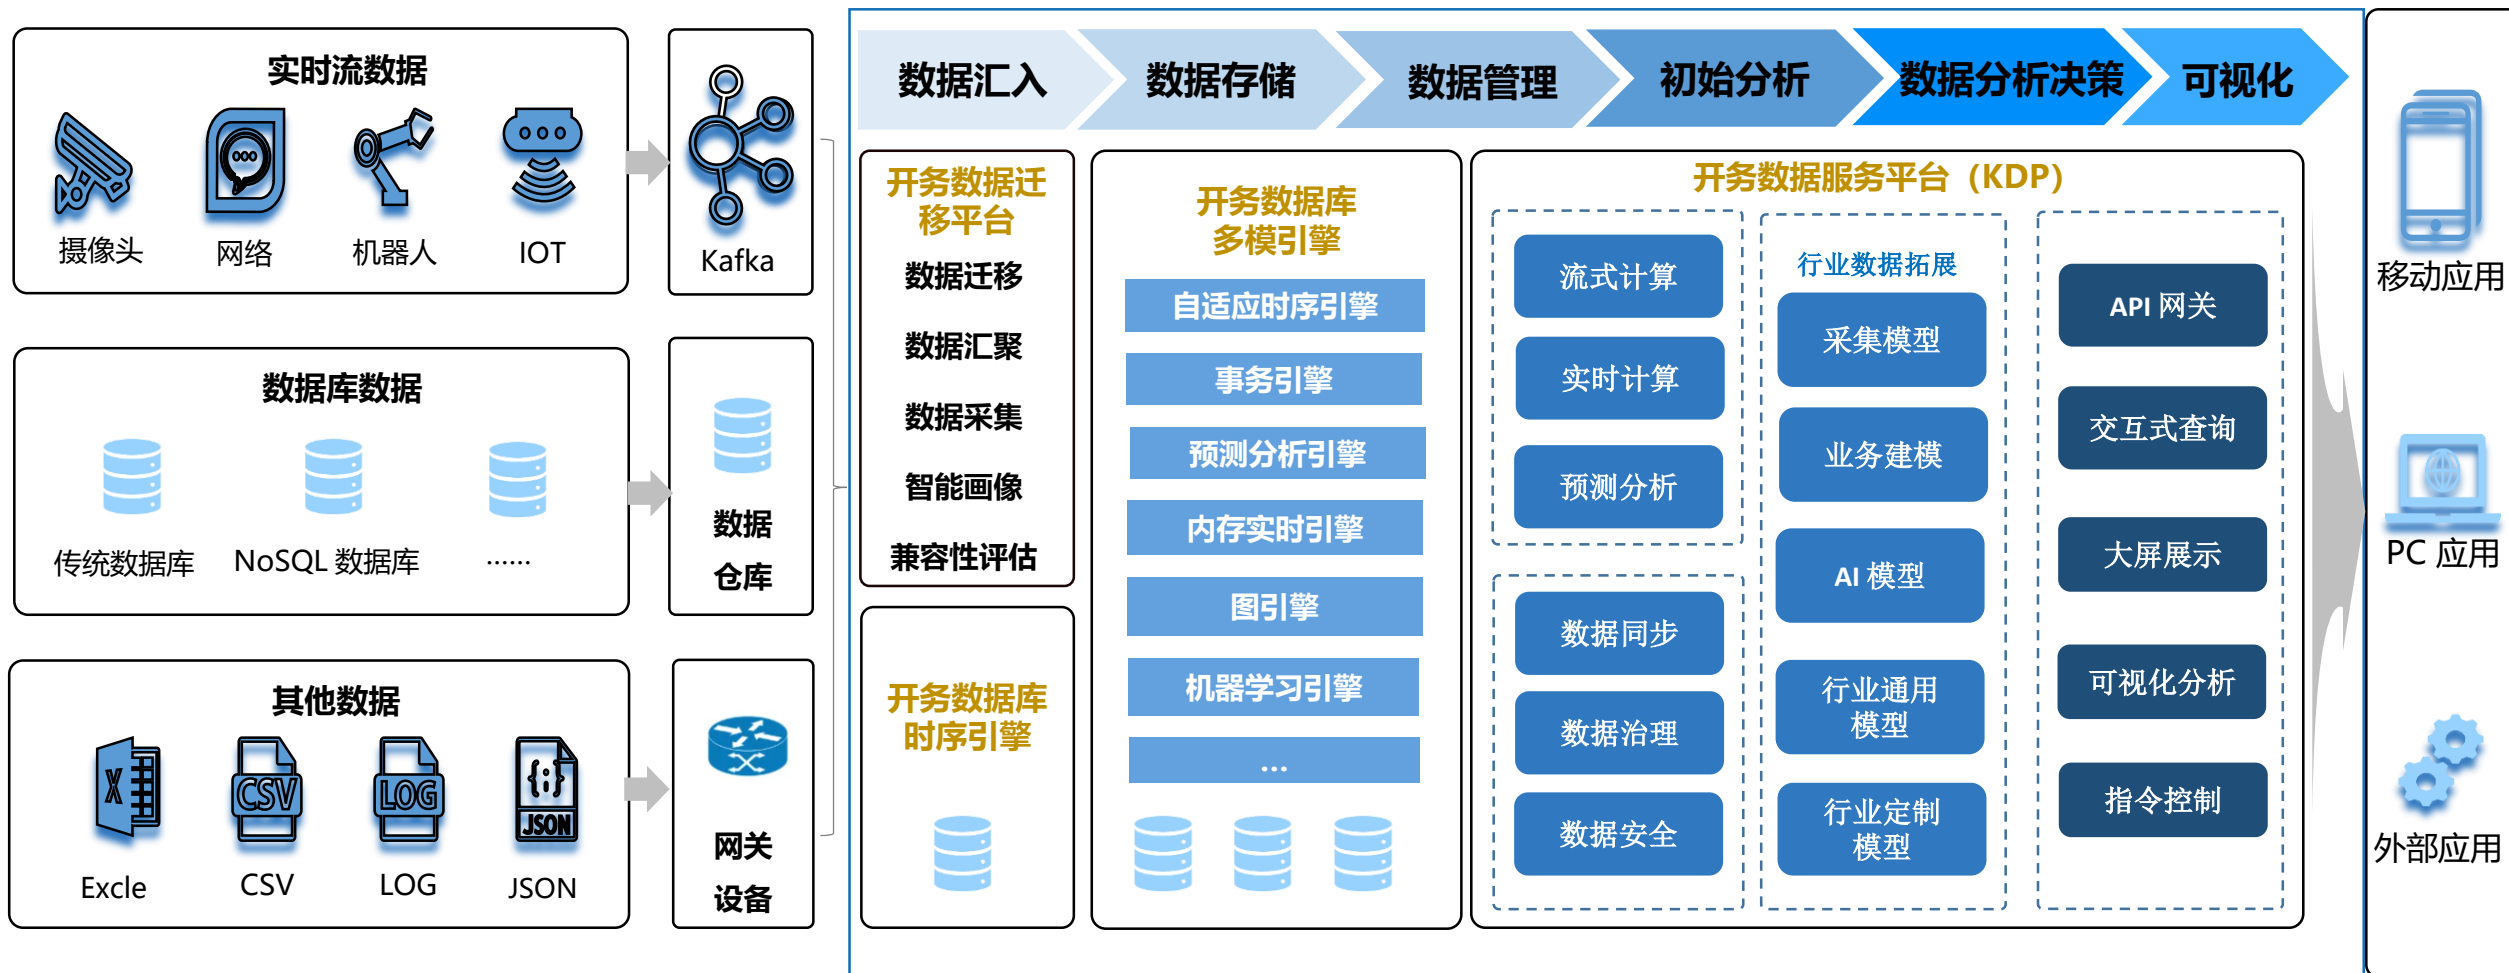 实时流数据
摄像头
网络
机器人
IOT
Kafka
数据库数据
传统数据库
NoSQL 数据库
······
数据
仓库
其他数据
X
CSV
LOG
{;}
JSON
Excle
CSV
LOG
JSON
网关
设备
数据汇入
数据存储
数据管理
初始分析
数据分析决策
可视化
开务数据迁
移平台
数据迁移
数据汇聚
数据采集
智能画像
兼容性评估
开务数据库
时序引擎
开务数据库
多模引擎
自适应时序引擎
事务引擎
预测分析引擎
内存实时引擎
图引擎
机器学习引擎
...
开务数据服务平台（KDP）
流式计算
实时计算
预测分析
数据同步
数据治理
数据安全
行业数据拓展
采集模型
业务建模
AI 模型
行业通用
模型
行业定制
模型
API 网关
交互式查询
大屏展示
可视化分析
指令控制
移动应用
PC 应用
外部应用